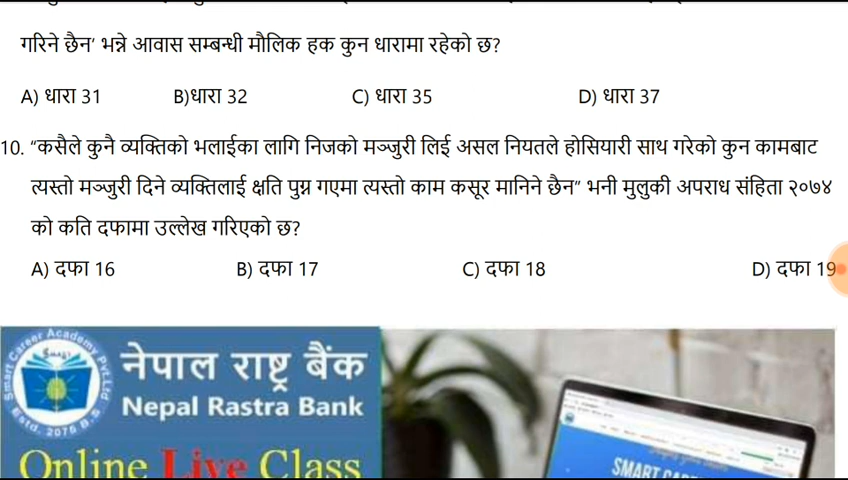 गरिने छैन' भन्ने आवास सम्बन्धी मौलिक हक कुन धारामा रहेको छ?
A) धारा 31 B)धारा 32 C) धारा 35 D) धारा 37
10. "कसैले कुनै व्यक्तिको भलाईका लागि निजको मञ्जुरी लिई असल नियतले होसियारी साथ गरेको कुन कामबाट
त्यस्तो मञ्जुरी दिने व्यक्तिलाई क्षति पुग्न गएमा त्यस्तो काम कसूर मानिने छैन" भनी मुलुकी अपराध संहिता २०७४
को कति दफामा उल्लेख गरिएको छ?
A) दफा 16 B) दफा 17 C) दफा 18 D) दफा 19
Smart Career Academy Pvt.Ltd
Estd. 2075 B.S
नेपाल राष्ट्र बैंक
Nepal Rastra Bank
Online Live Class